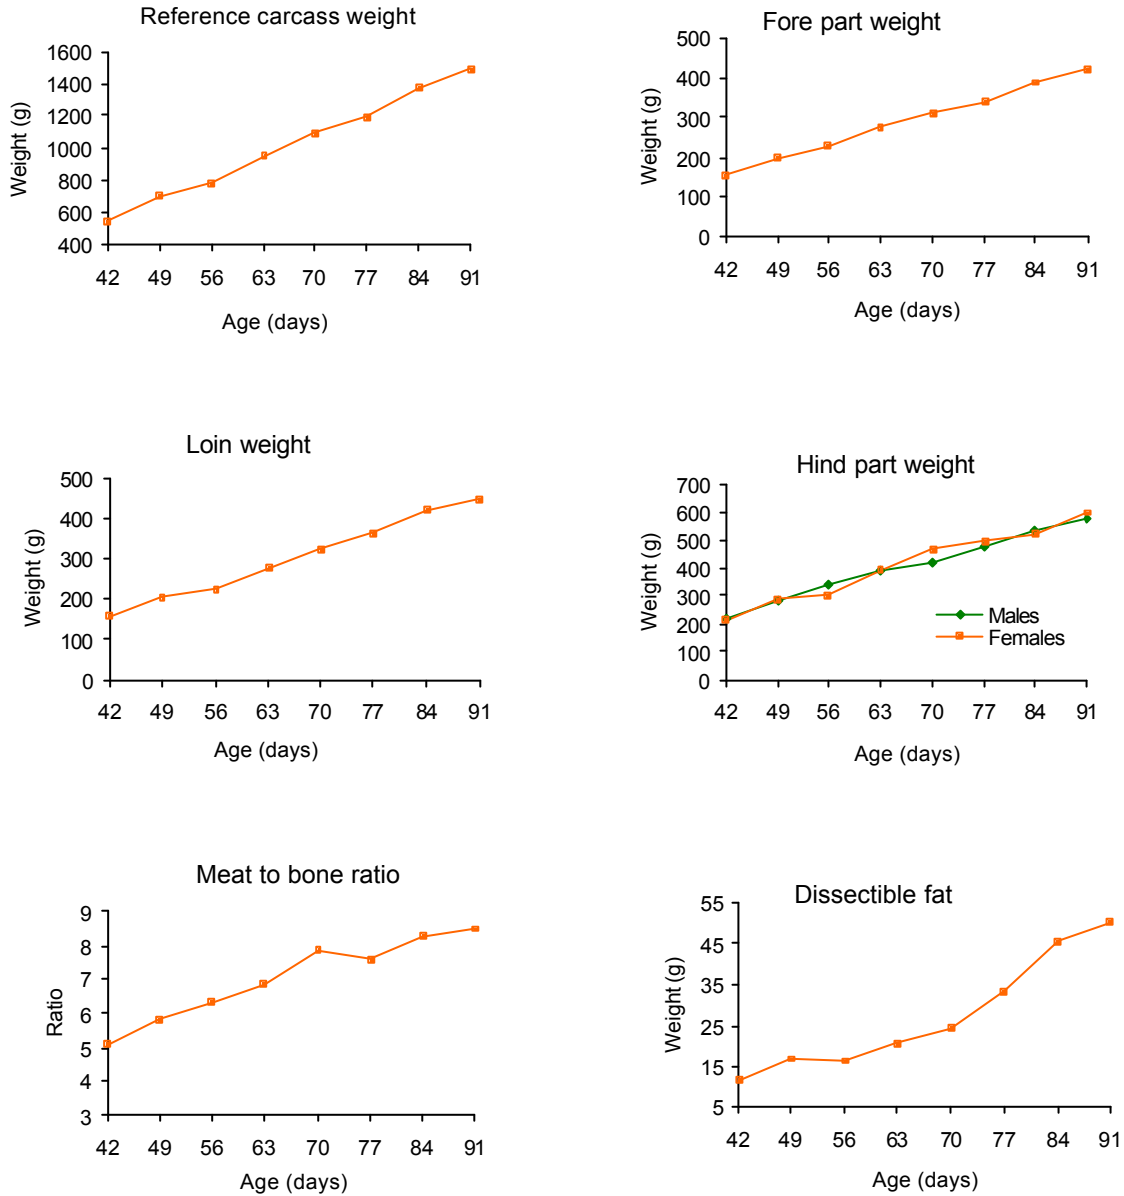 Reference carcass weight
Weight (g)
1600
1400
1200
1000
800
600
400
42 49 56 63 70 77 84 91
Age (days)
Fore part weight
Weight (g)
500
400
300
200
100
0
42 49 56 63 70 77 84 91
Age (days)
Loin weight
Weight (g)
500
400
300
200
100
0
42 49 56 63 70 77 84 91
Age (days)
Hind part weight
Weight (g)
700
600
500
400
300
200
100
0
Males
Females
42 49 56 63 70 77 84 91
Age (days)
Meat to bone ratio
Ratio
9
8
7
6
5
4
3
42 49 56 63 70 77 84 91
Age (days)
Dissectible fat
Weight (g)
55
45
35
25
15
5
42 49 56 63 70 77 84 91
Age (days)